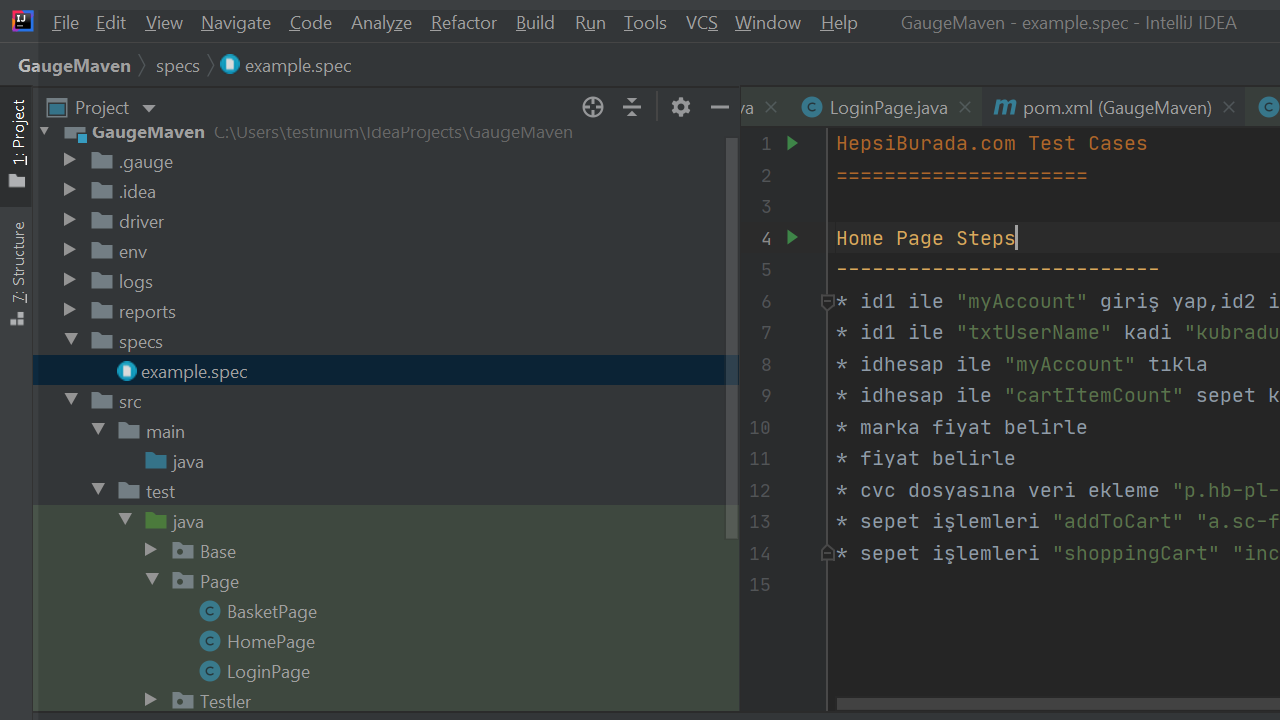 File Edit View Navigate Code Analyze Refactor Build Run Tools VCS Window Help GaugeMaven - example.spec - IntelliJ IDEA
GaugeMaven specs example.spec
1: Project
7: Structure
Project
GaugeMaven C:\Users\testinium\IdeaProjects\GaugeMaven
.gauge
.idea
driver
env
logs
reports
specs
example.spec
src
main
java
test
java
Base
Page
BasketPage
HomePage
LoginPage
Testler
va LoginPage.java pom.xml (GaugeMaven)
1 HepsiBurada.com Test Cases
2 =====================
3
4 Home Page Steps
5 ---------------------------
6 * id1 ile "myAccount" giriş yap,id2 i
7 * id1 ile "txtUserName" kadi "kubradu
8 * idhesap ile "myAccount" tıkla
9 * idhesap ile "cartItemCount" sepet k
10 * marka fiyat belirle
11 * fiyat belirle
12 * cvc dosyasına veri ekleme "p.hb-pl-
13 * sepet işlemleri "addToCart" "a.sc-f
14 * sepet işlemleri "shoppingCart" "inc
15